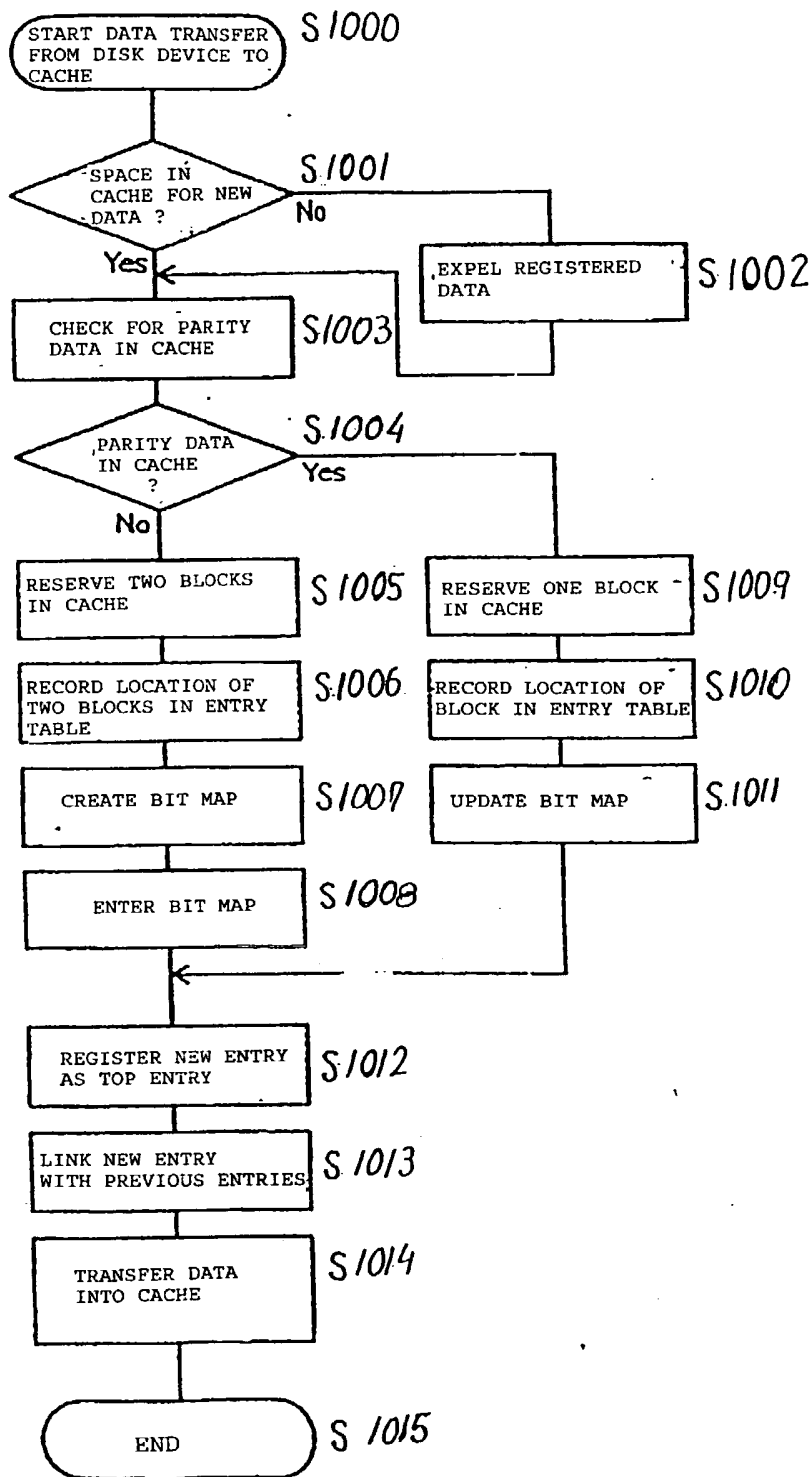 START DATA TRANSFER
FROM DISK DEVICE TO
CACHE
S1000
SPACE IN
CACHE FOR NEW
DATA ?
S1001
No
Yes
EXPEL REGISTERED
DATA
S1002
CHECK FOR PARITY
DATA IN CACHE
S1003
PARITY DATA
IN CACHE
?
S1004
Yes
No
RESERVE TWO BLOCKS
IN CACHE
S1005
RESERVE ONE BLOCK
IN CACHE
S1009
RECORD LOCATION OF
TWO BLOCKS IN ENTRY
TABLE
S1006
RECORD LOCATION OF
BLOCK IN ENTRY TABLE
S1010
CREATE BIT MAP
S1007
UPDATE BIT MAP
S1011
ENTER BIT MAP
S1008
REGISTER NEW ENTRY
AS TOP ENTRY
S1012
LINK NEW ENTRY
WITH PREVIOUS ENTRIES
S1013
TRANSFER DATA
INTO CACHE
S1014
END
S1015